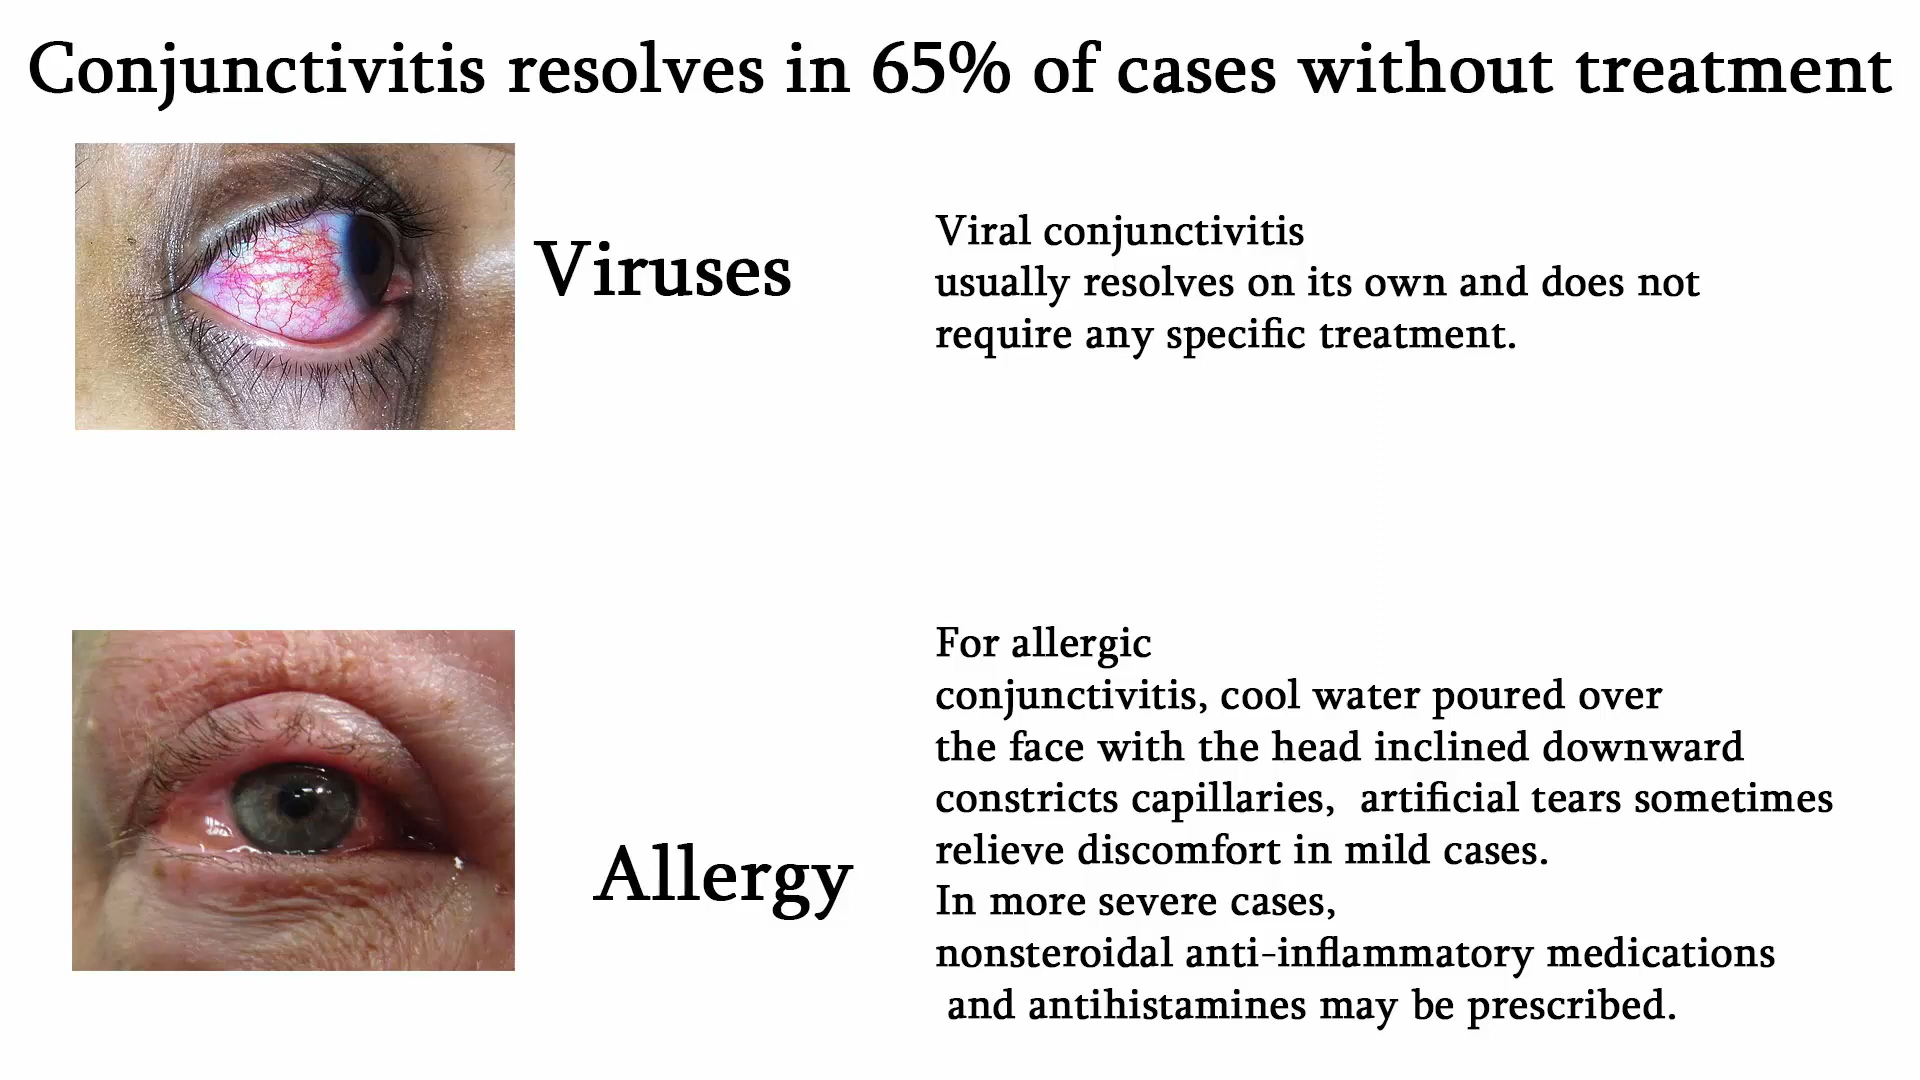 Conjunctivitis resolves in 65% of cases without treatment
Viruses
Viral conjunctivitis
usually resolves on its own and does not
require any specific treatment.
Allergy
For allergic
conjunctivitis, cool water poured over
the face with the head inclined downward
constricts capillaries, artificial tears sometimes
relieve discomfort in mild cases.
In more severe cases,
nonsteroidal anti-inflammatory medications
and antihistamines may be prescribed.